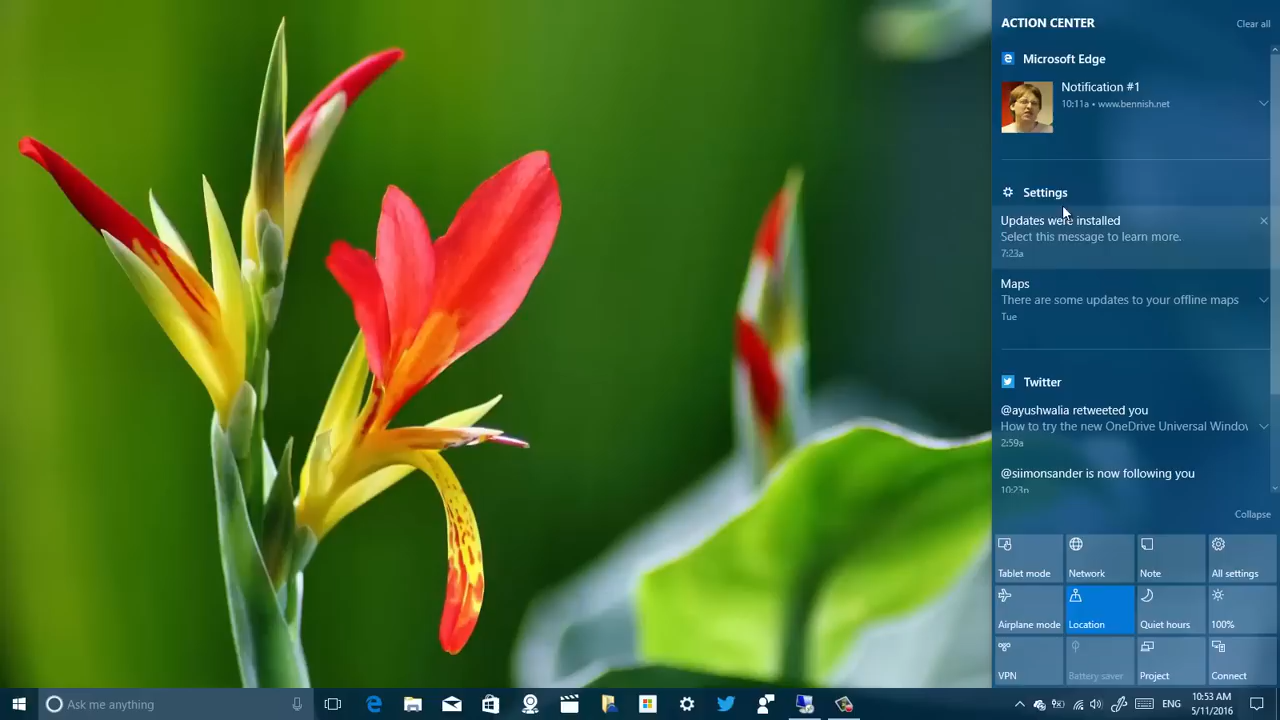 ACTION CENTER
Clear all
Microsoft Edge
Notification #1
10:11a • www.bennish.net
Settings
Updates were installed
Select this message to learn more.
7:23a
Maps
There are some updates to your offline maps
Tue
Twitter
@ayushwalia retweeted you
How to try the new OneDrive Universal Window
2:59a
@siimonsander is now following you
10:23p
Collapse
Tablet mode
Network
Note
All settings
Airplane mode
Location
Quiet hours
100%
VPN
Battery saver
Project
Connect
Ask me anything
ENG
10:53 AM
5/11/2016